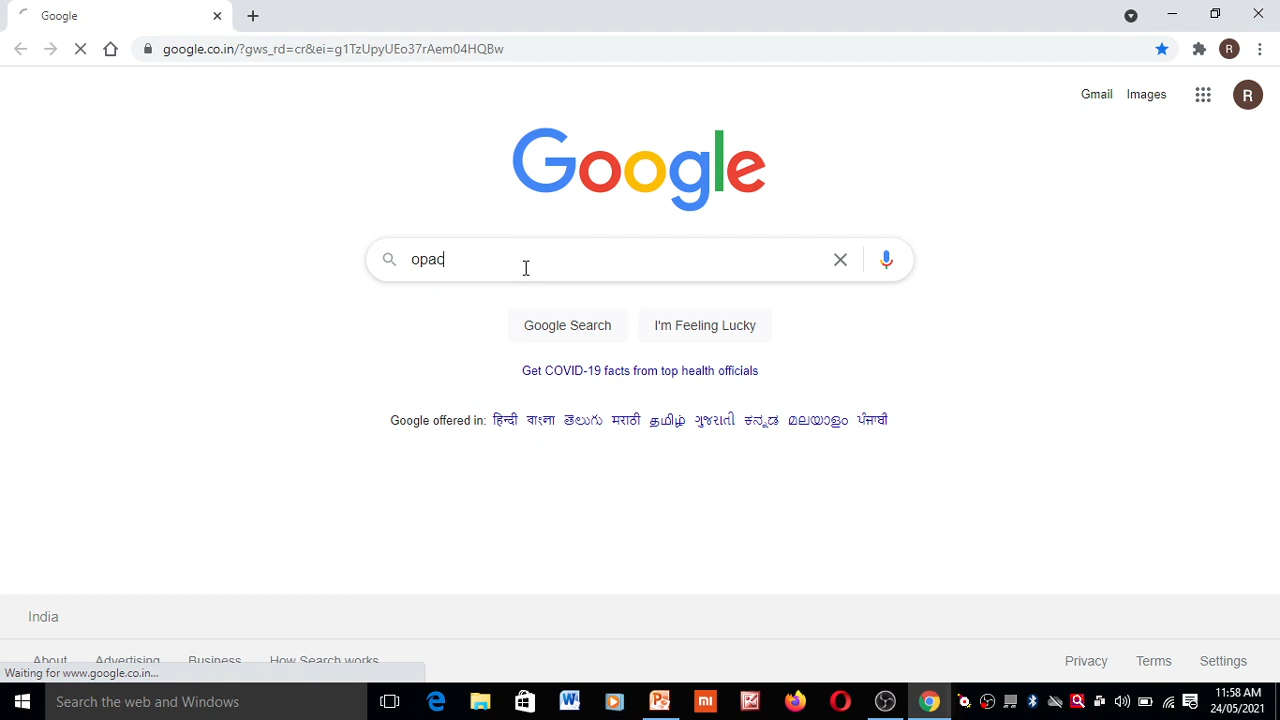 Google
google.co.in/?gws_rd=cr&ei=g1TzUpyUEo37rAem04HQBw
R
Gmail Images R
Google
opac
Google Search I'm Feeling Lucky
Get COVID-19 facts from top health officials
Google offered in: हिन्दी বাংলা తెలుగు मराठी தமிழ் ગુજરાતી ಕನ್ನಡ മലയാളം ਪੰਜਾਬੀ
India
About Advertising Business How Search works Privacy Terms Settings
Waiting for www.google.co.in...
Search the web and Windows
11:58 AM
24/05/2021